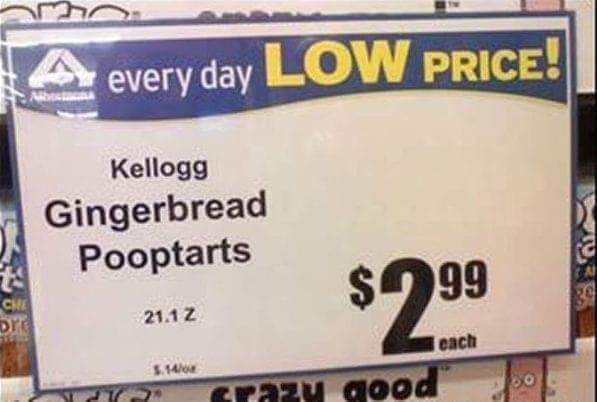 every day LOW PRICE!
Kellogg
Gingerbread
Pooptarts
$2 99
each
21.1 Z
$.14/oz
crazy good